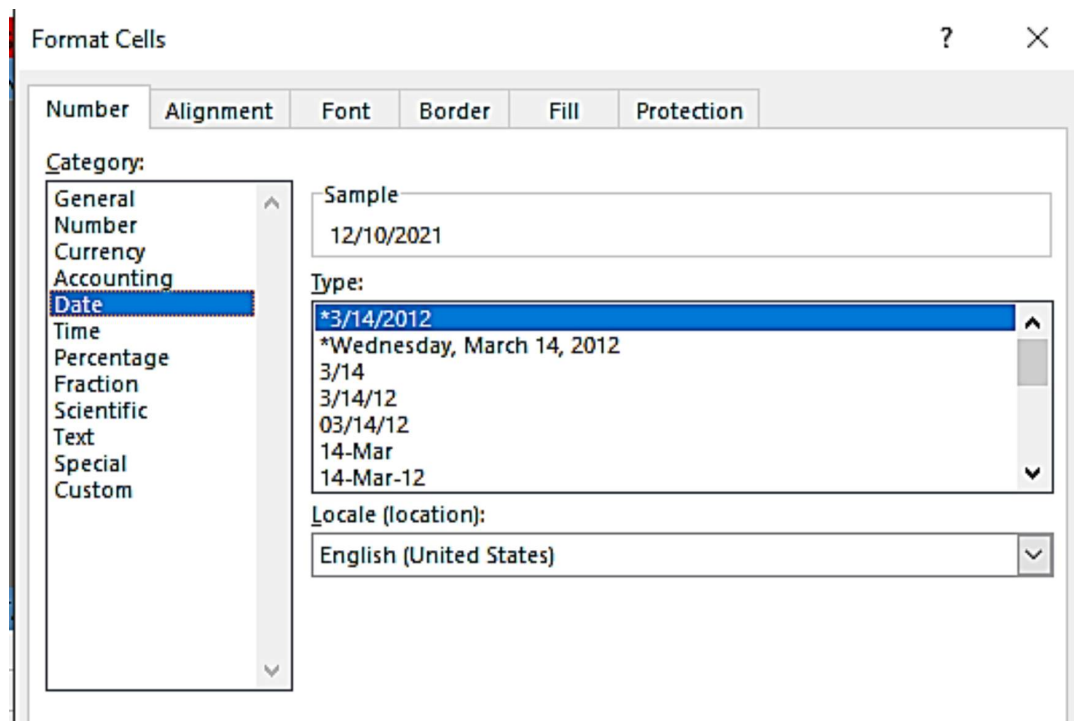 Format Cells
?
Number Alignment Font Border Fill Protection
Category:
General
Number
Currency
Accounting
Date
Time
Percentage
Fraction
Scientific
Text
Special
Custom
Sample
12/10/2021
Type:
*3/14/2012
*Wednesday, March 14, 2012
3/14
3/14/12
03/14/12
14-Mar
14-Mar-12
Locale (location):
English (United States)